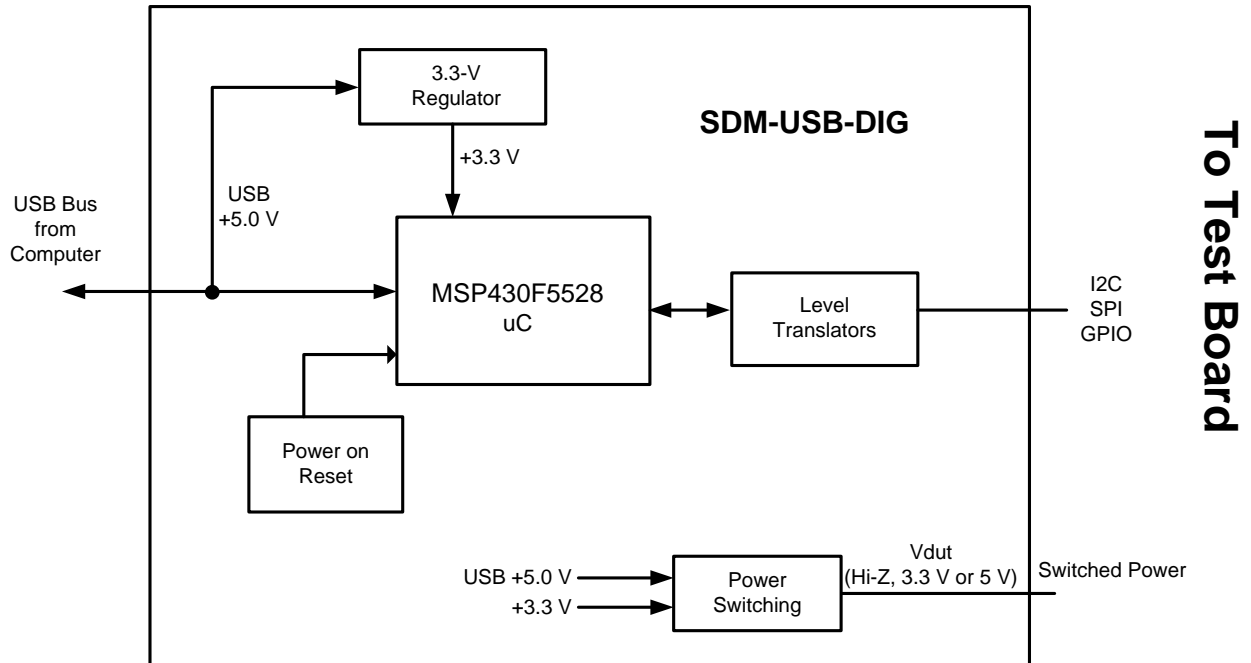 3.3-V
Regulator
SDM-USB-DIG
+3.3 V
USB
+5.0 V
USB Bus
from
Computer
MSP430F5528
uC
Level
Translators
I2C
SPI
GPIO
To Test Board
Power on
Reset
USB +5.0 V
+3.3 V
Power
Switching
Vdut
(Hi-Z, 3.3 V or 5 V)
Switched Power